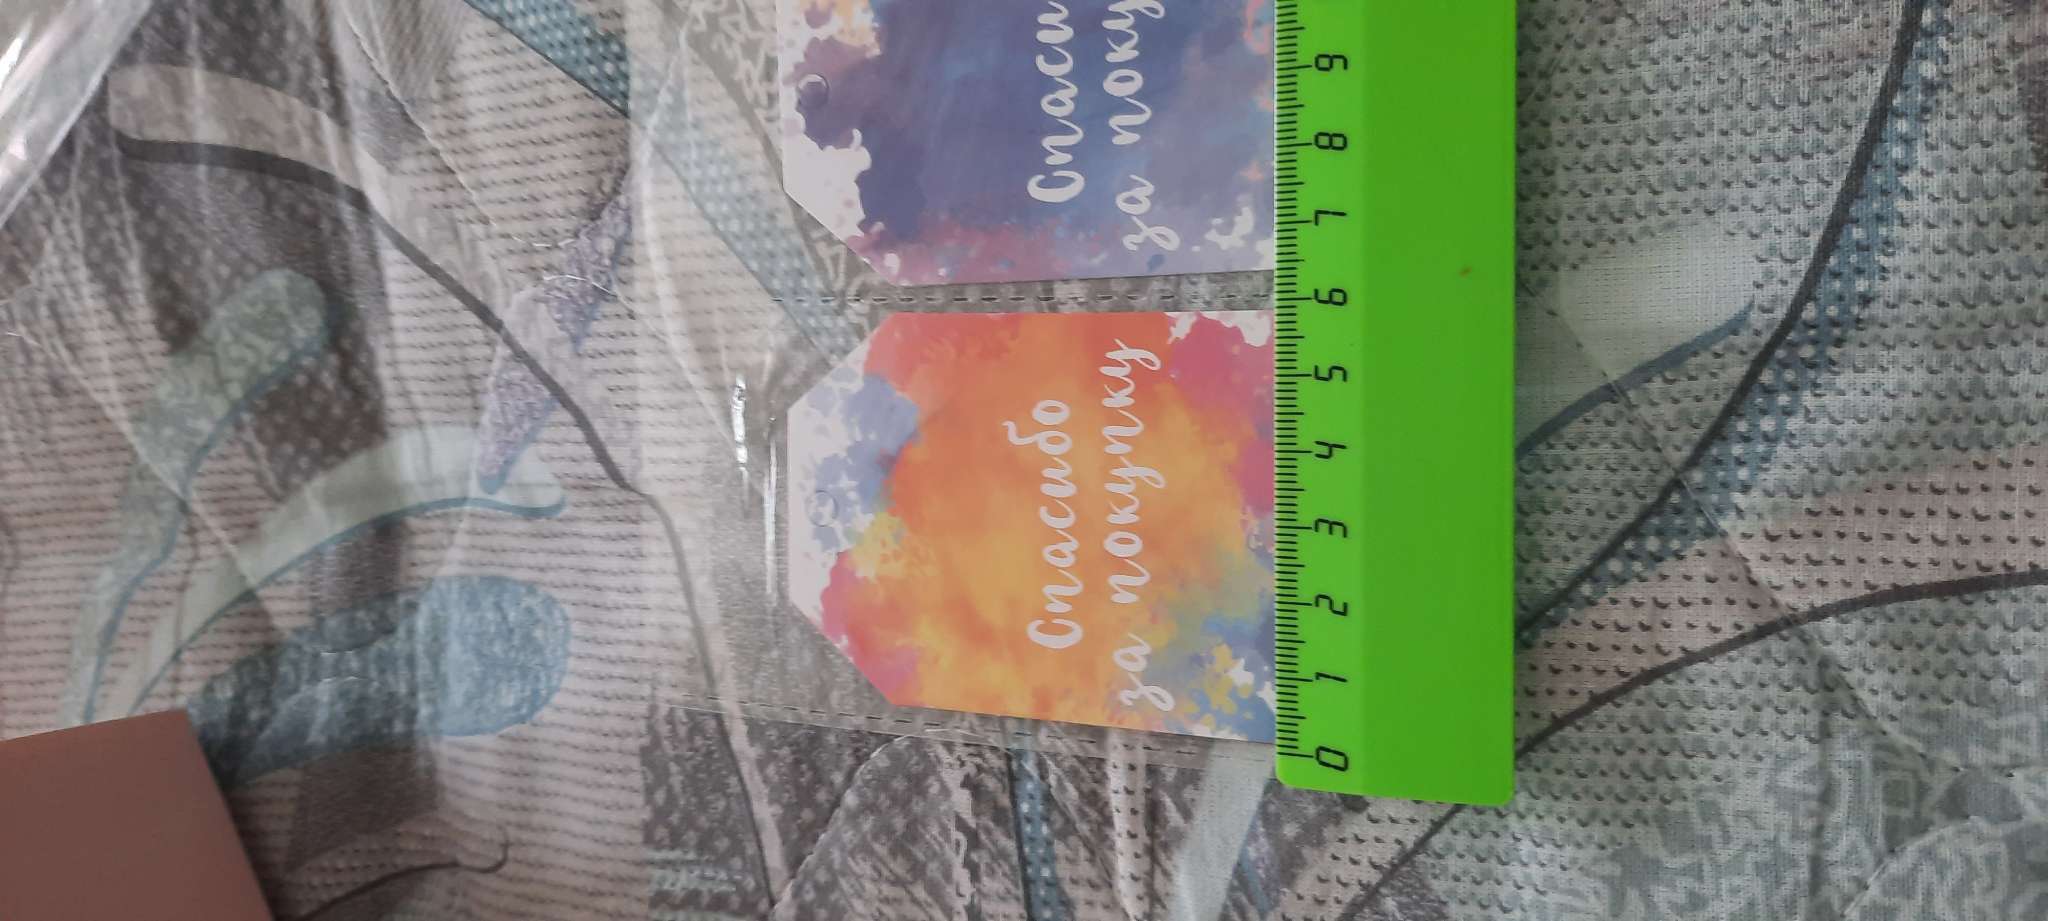 Спасибо
за покупку
Спаси
за поку
0 1 2 3 4 5 6 7 8 9